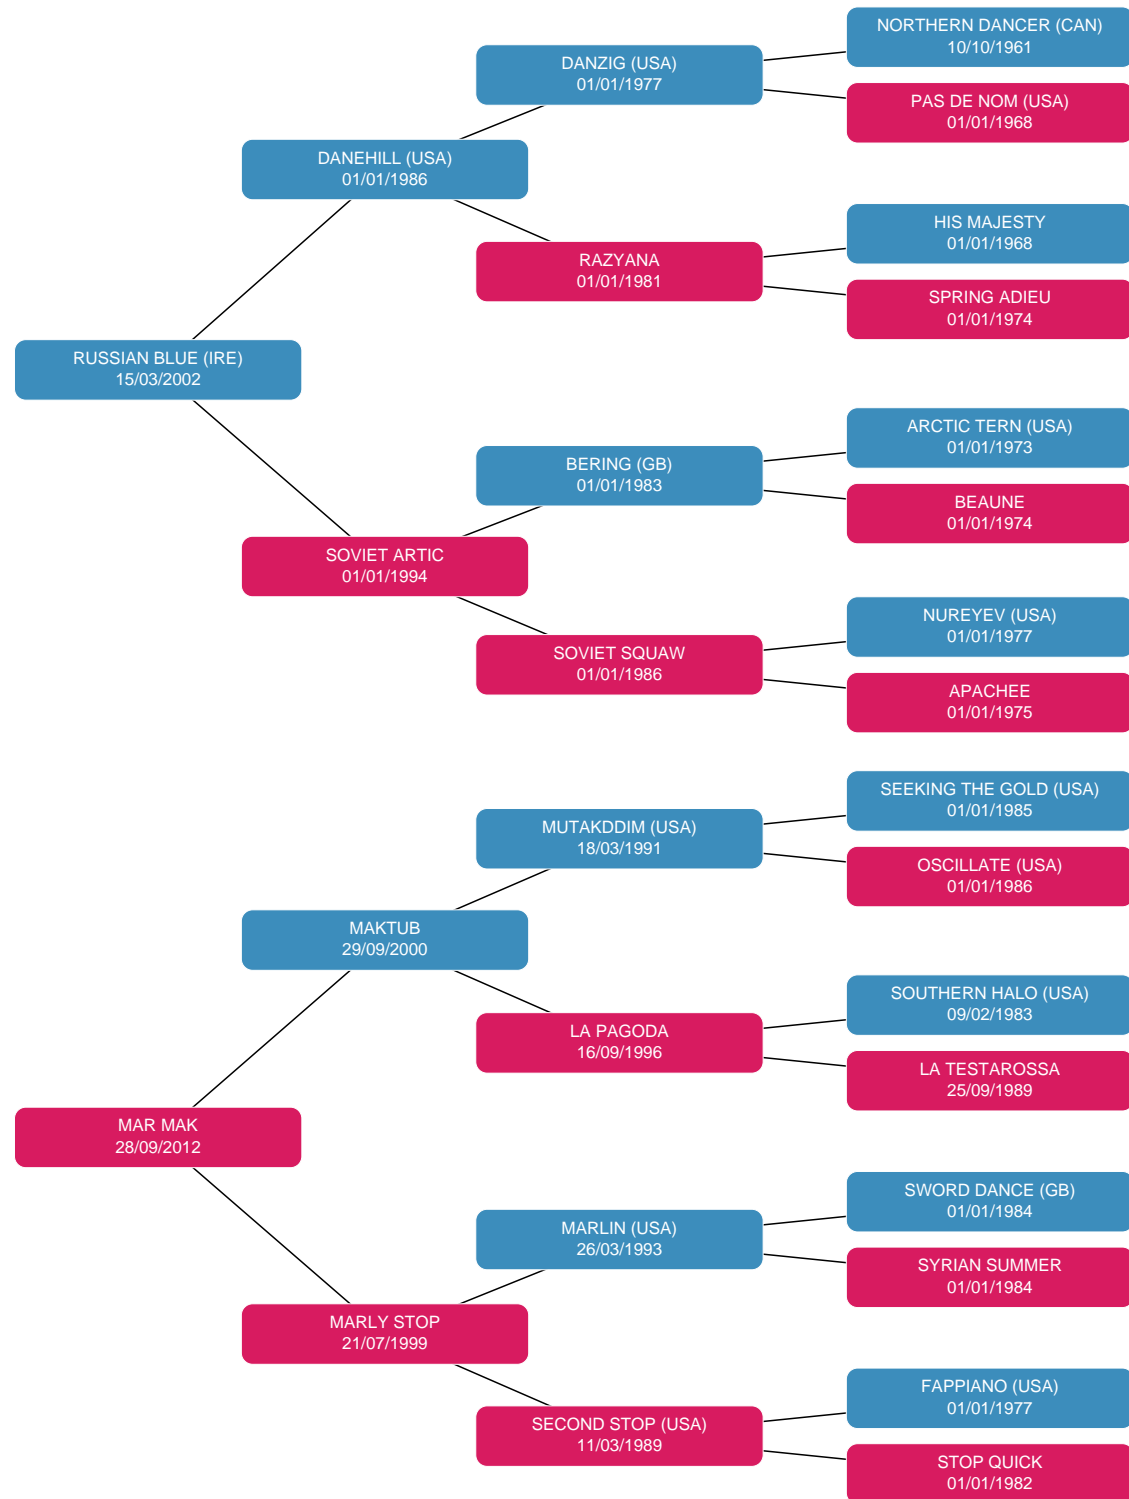 NORTHERN DANCER (CAN)
10/10/1961
DANZIG (USA)
01/01/1977
PAS DE NOM (USA)
01/01/1968
DANEHILL (USA)
01/01/1986
HIS MAJESTY
01/01/1968
RAZYANA
01/01/1981
SPRING ADIEU
01/01/1974
RUSSIAN BLUE (IRE)
15/03/2002
ARCTIC TERN (USA)
01/01/1973
BERING (GB)
01/01/1983
BEAUNE
01/01/1974
SOVIET ARTIC
01/01/1994
NUREYEV (USA)
01/01/1977
SOVIET SQUAW
01/01/1986
APACHEE
01/01/1975
SEEKING THE GOLD (USA)
01/01/1985
MUTAKDDIM (USA)
18/03/1991
OSCILLATE (USA)
01/01/1986
MAKTUB
29/09/2000
SOUTHERN HALO (USA)
09/02/1983
LA PAGODA
16/09/1996
LA TESTAROSSA
25/09/1989
MAR MAK
28/09/2012
SWORD DANCE (GB)
01/01/1984
MARLIN (USA)
26/03/1993
SYRIAN SUMMER
01/01/1984
MARLY STOP
21/07/1999
FAPPIANO (USA)
01/01/1977
SECOND STOP (USA)
11/03/1989
STOP QUICK
01/01/1982